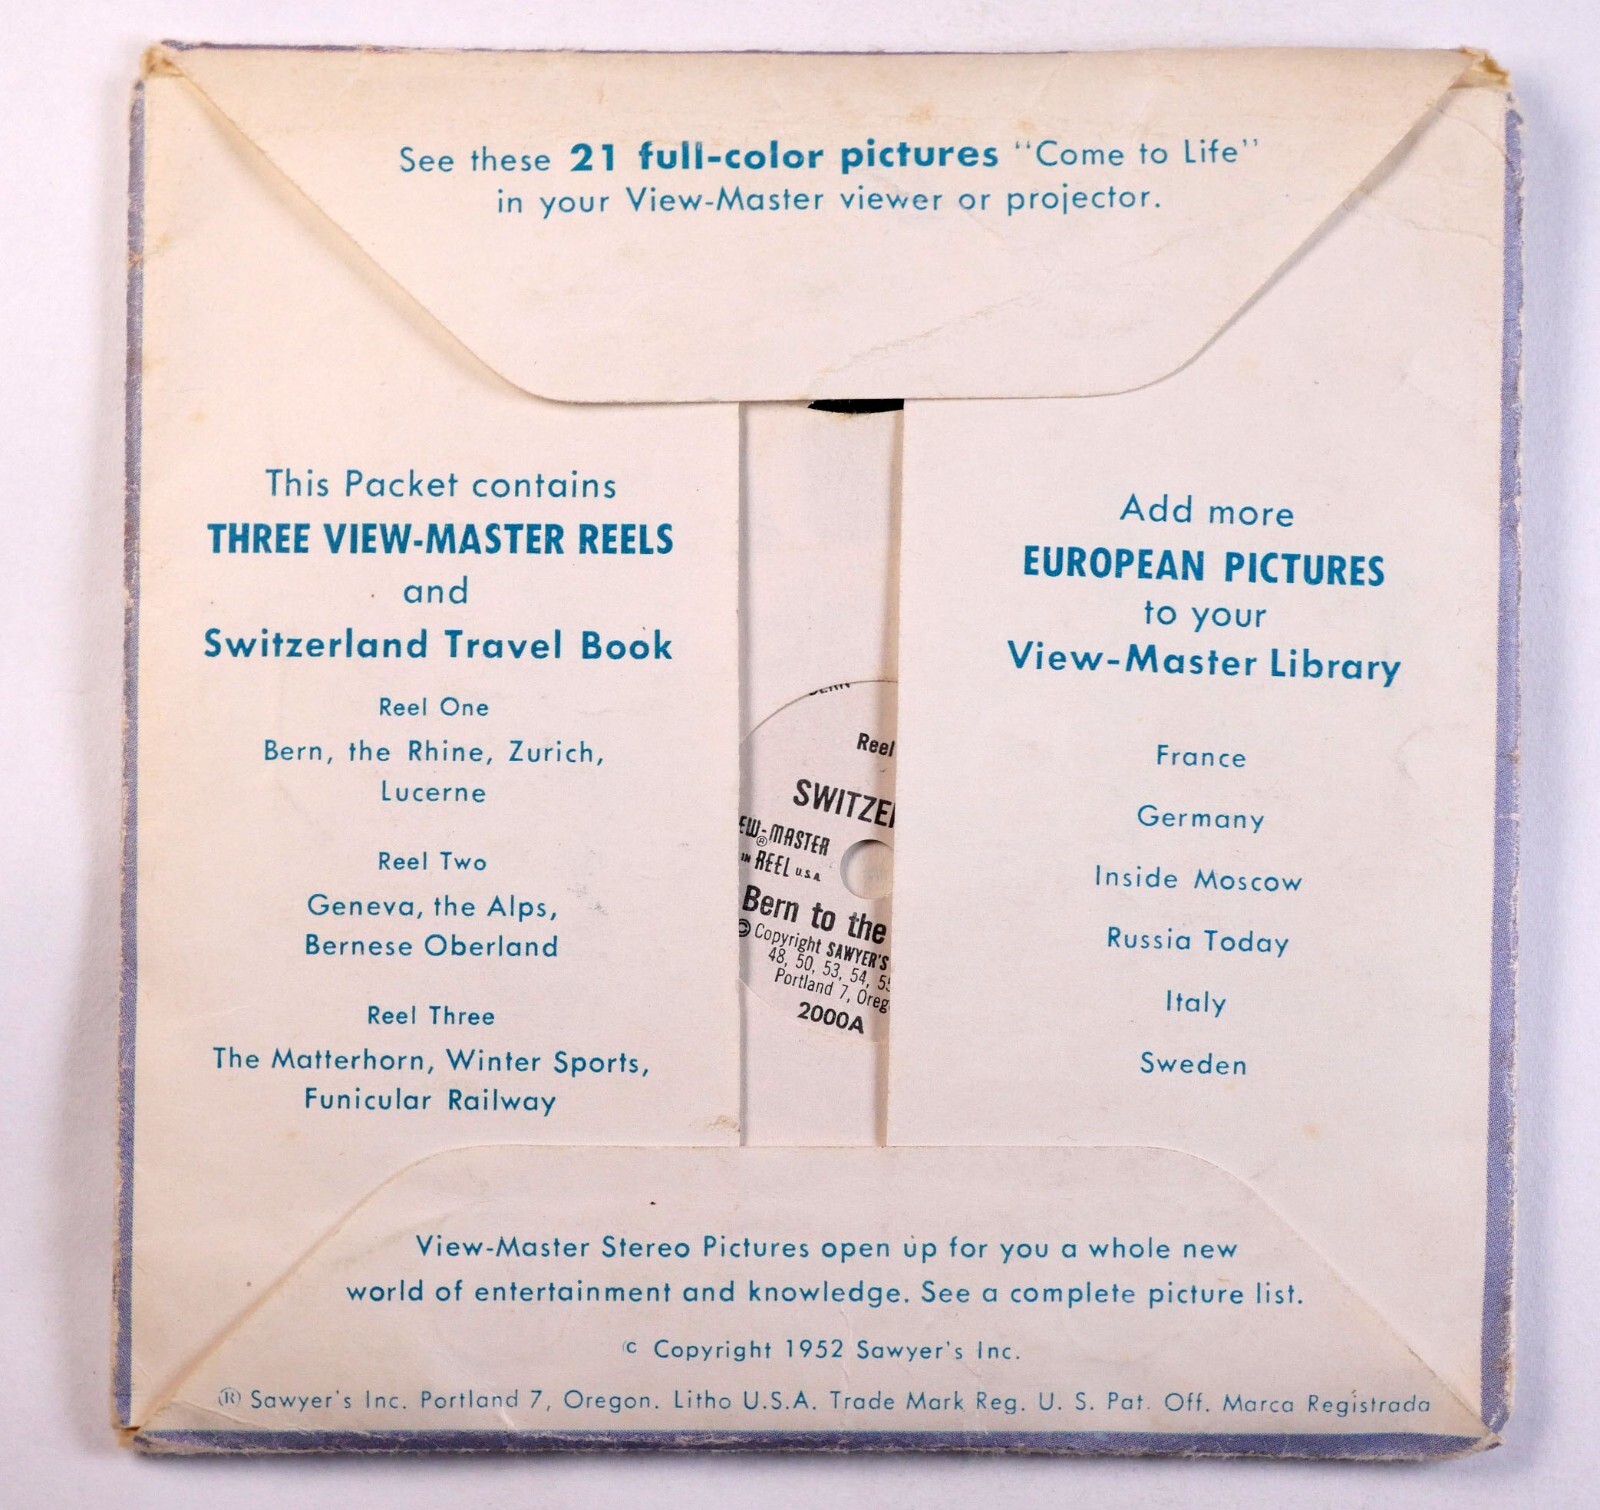 See these 21 full-color pictures "Come to Life"
in your View-Master viewer or projector.
This Packet contains
THREE VIEW-MASTER REELS
and
Switzerland Travel Book
Reel One
Bern, the Rhine, Zurich,
Lucerne
Reel Two
Geneva, the Alps,
Bernese Oberland
Reel Three
The Matterhorn, Winter Sports,
Funicular Railway
Reel
SWITZE
EW-MASTER
®
REEL U.S.A.
Bern to the
© Copyright SAWYER'S
48, 50, 53, 54, 55
Portland 7, Oreg
2000A
Add more
EUROPEAN PICTURES
to your
View-Master Library
France
Germany
Inside Moscow
Russia Today
Italy
Sweden
View-Master Stereo Pictures open up for you a whole new
world of entertainment and knowledge. See a complete picture list.
© Copyright 1952 Sawyer's Inc.
® Sawyer's Inc. Portland 7, Oregon. Litho U.S.A. Trade Mark Reg. U. S. Pat. Off. Marca Registrada